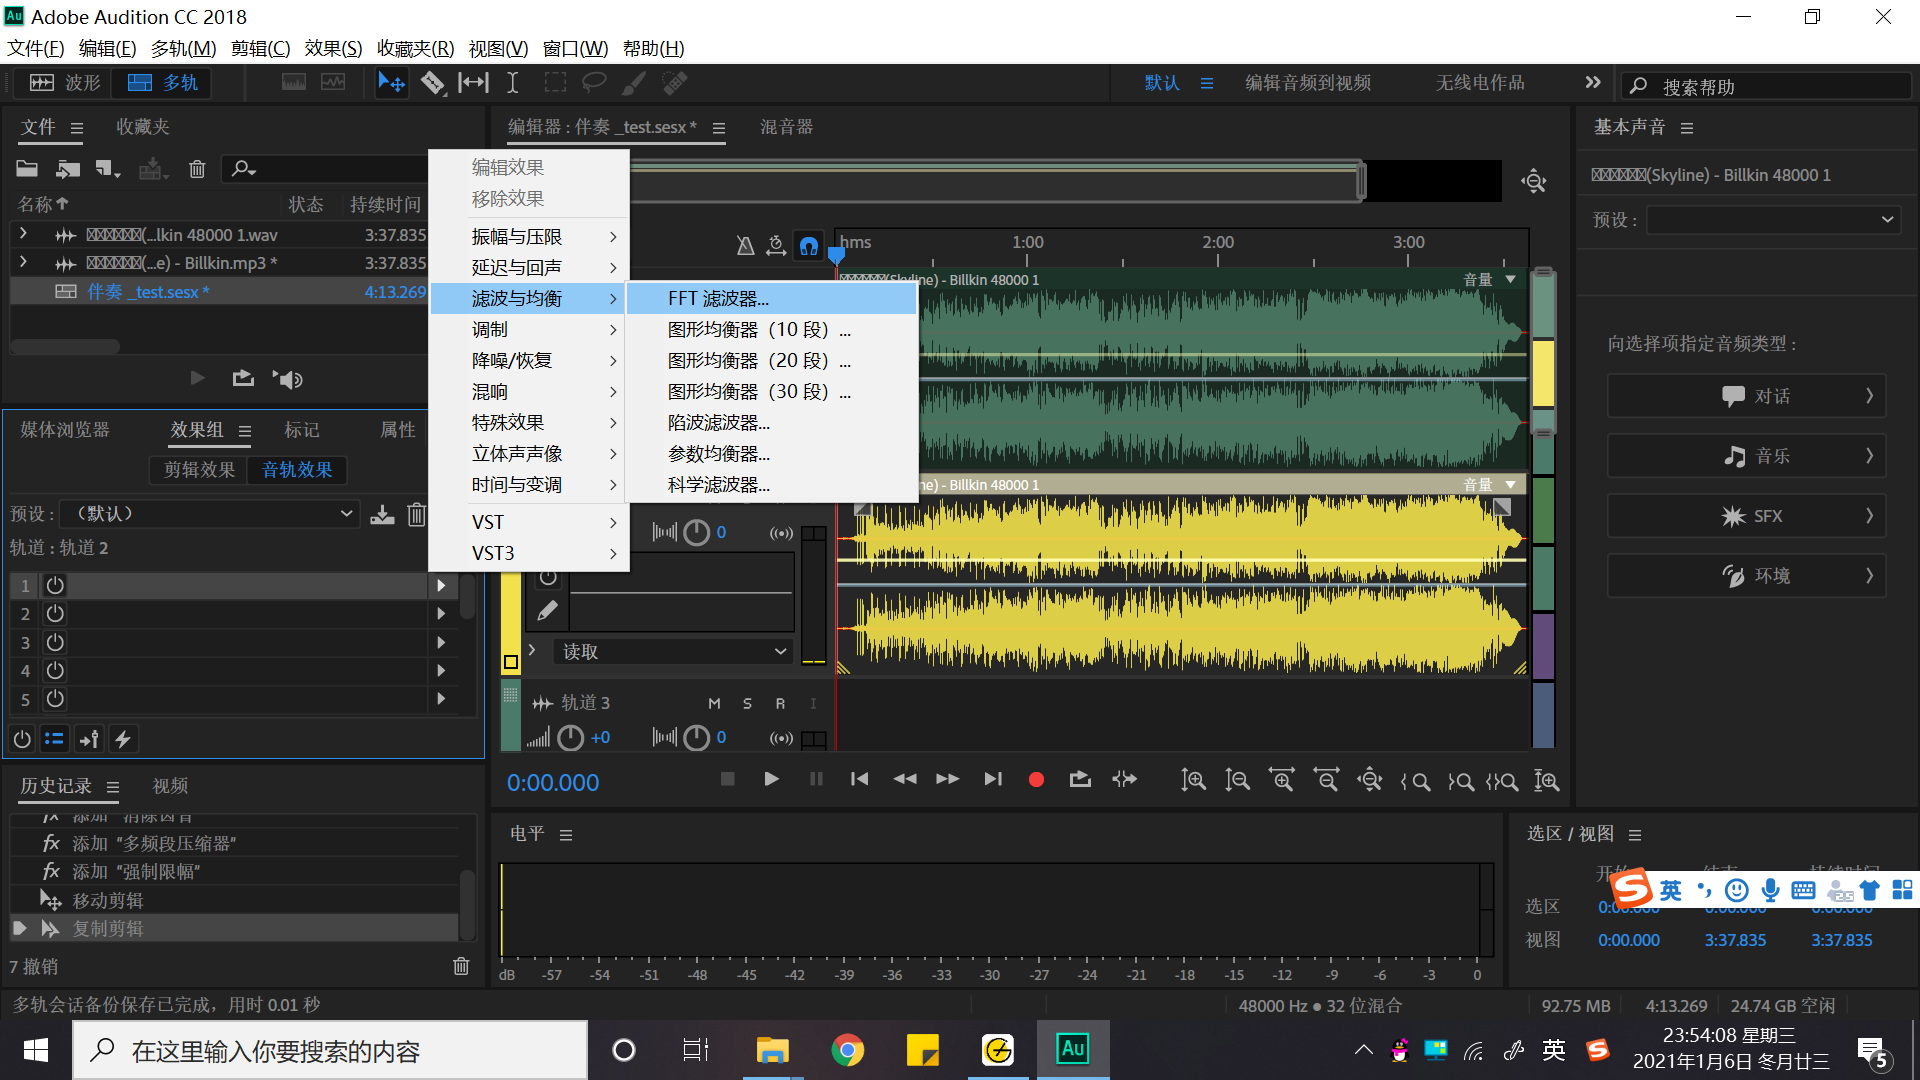 Adobe Audition CC 2018
文件(F) 编辑(E) 多轨(M) 剪辑(C) 效果(S) 收藏夹(R) 视图(V) 窗口(W) 帮助(H)
波形 多轨 默认 编辑音频到视频 无线电作品 搜索帮助
文件 收藏夹
编辑器 : 伴奏 _test.sesx * 混音器
基本声音
(Skyline) - Billkin 48000 1
预设 :
名称 状态 持续时间
(...lkin 48000 1.wav 3:37.835
(...e) - Billkin.mp3 * 3:37.835
伴奏 _test.sesx * 4:13.269
编辑效果
移除效果
振幅与压限
延迟与回声
滤波与均衡
调制
降噪/恢复
混响
特殊效果
立体声声像
时间与变调
VST
VST3
FFT 滤波器...
图形均衡器（10 段）...
图形均衡器（20 段）...
图形均衡器（30 段）...
陷波滤波器...
参数均衡器...
科学滤波器...
hms 1:00 2:00 3:00
(Skyline) - Billkin 48000 1 音量
ne) - Billkin 48000 1 音量
向选择项指定音频类型 :
对话
音乐
SFX
环境
媒体浏览器 效果组 标记 属性
剪辑效果 音轨效果
预设 : （默认）
轨道 : 轨道 2
1
2
3
4
5
0
读取
轨道 3 M S R I
+0 0
0:00.000
历史记录 视频
添加 "消除齿音"
fx 添加 "多频段压缩器"
fx 添加 "强制限幅"
移动剪辑
复制剪辑
7 撤销
电平
dB -57 -54 -51 -48 -45 -42 -39 -36 -33 -30 -27 -24 -21 -18 -15 -12 -9 -6 -3 0
选区 / 视图
英
选区 0:00.000 0:00.000 0:00.000
视图 0:00.000 3:37.835 3:37.835
多轨会话备份保存已完成，用时 0.01 秒
48000 Hz ● 32 位混合 92.75 MB 4:13.269 24.74 GB 空闲
在这里输入你要搜索的内容
Au
英
23:54:08 星期三
2021年1月6日 冬月廿三
5